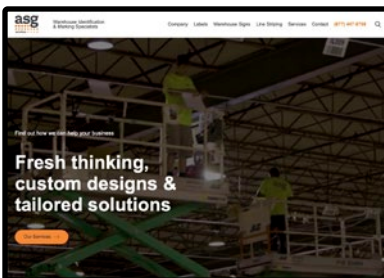 asg
Warehouse Identification
& Marking Specialists
Company Labels Warehouse Signs Line Striping Services Contact
Find out how we can help your business
Fresh thinking,
custom designs &
tailored solutions
Our Services